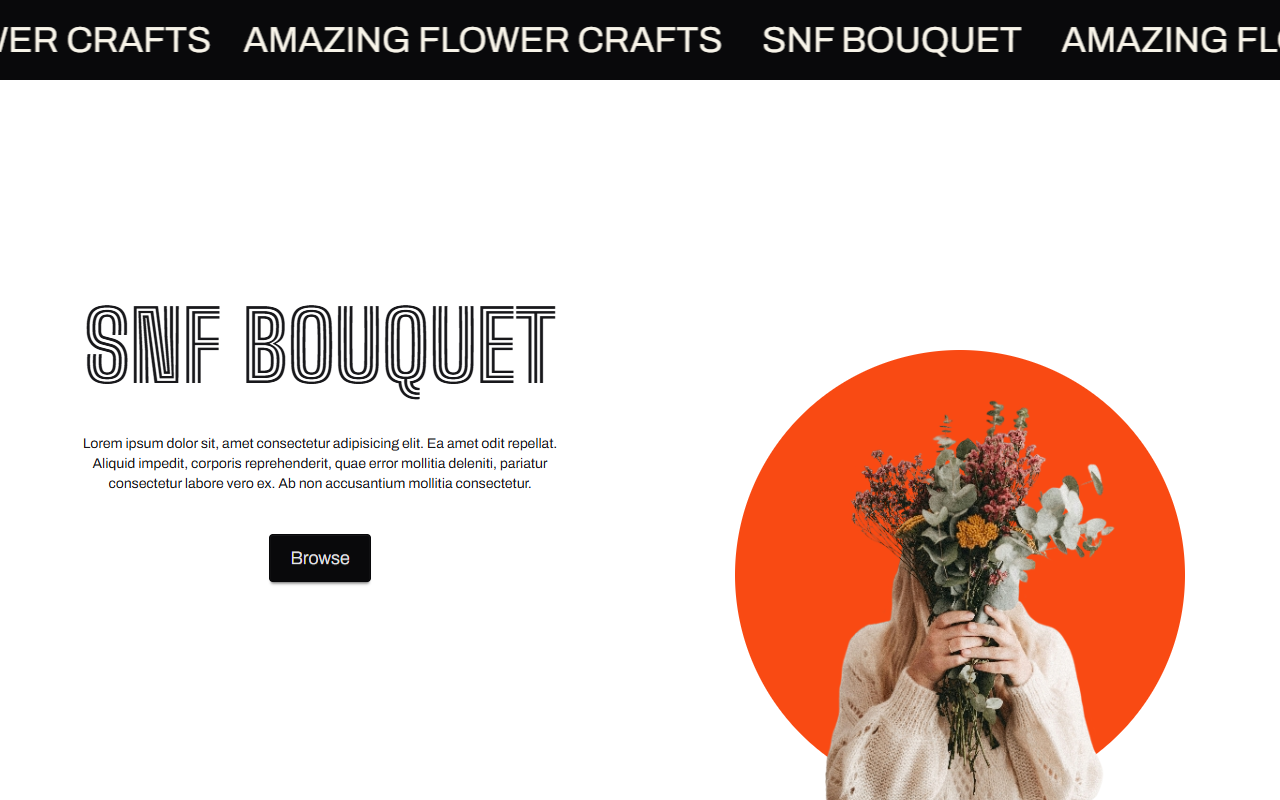 WER CRAFTS AMAZING FLOWER CRAFTS SNF BOUQUET AMAZING FLO
SNF BOUQUET
Lorem ipsum dolor sit, amet consectetur adipisicing elit. Ea amet odit repellat.
Aliquid impedit, corporis reprehenderit, quae error mollitia deleniti, pariatur
consectetur labore vero ex. Ab non accusantium mollitia consectetur.
Browse